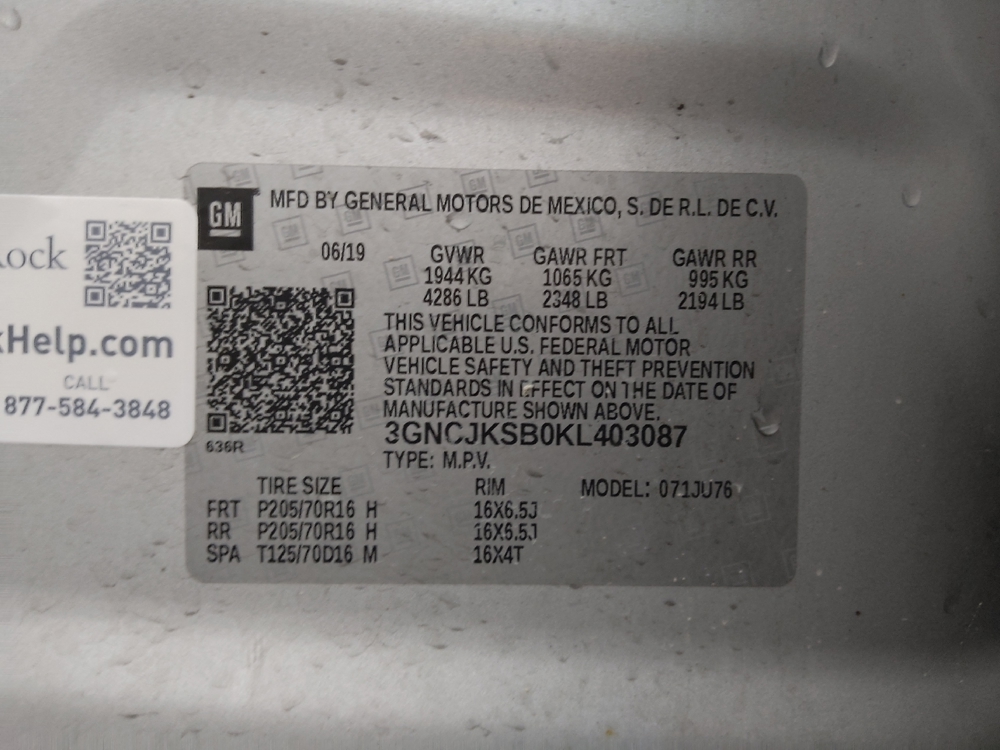 GM
MFD BY GENERAL MOTORS DE MEXICO, S. DE R.L. DE C.V.
06/19 GVWR GAWR FRT GAWR RR
1944 KG 1065 KG 995 KG
4286 LB 2348 LB 2194 LB
THIS VEHICLE CONFORMS TO ALL
APPLICABLE U.S. FEDERAL MOTOR
VEHICLE SAFETY AND THEFT PREVENTION
STANDARDS IN EFFECT ON THE DATE OF
MANUFACTURE SHOWN ABOVE.
3GNCJKSB0KL403087
636R
TYPE: M.P.V.
TIRE SIZE RIM MODEL: 071JU76
FRT P205/70R16 H 16X6.5J
RR P205/70R16 H 16X6.5J
SPA T125/70D16 M 16X4T
ock
Help.com
CALL
877-584-3848